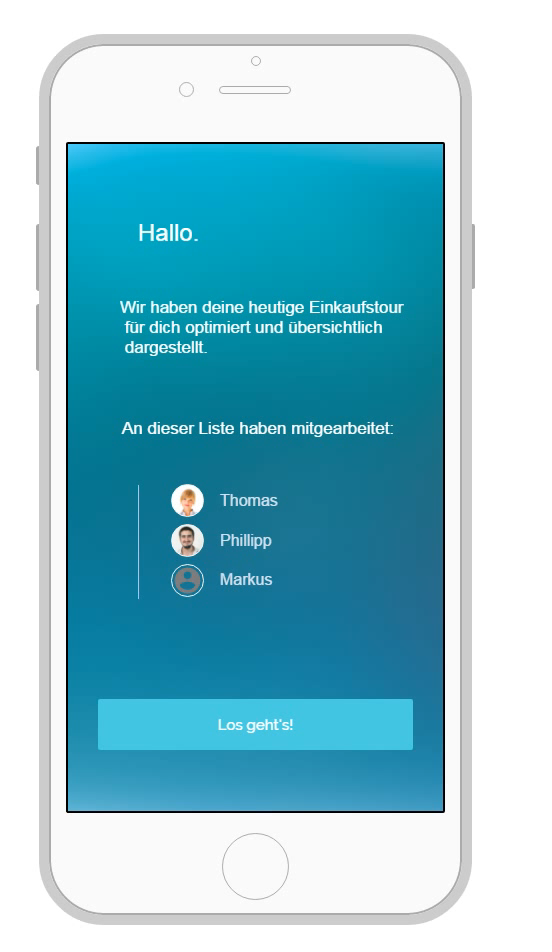 Hallo.
Wir haben deine heutige Einkaufstour
für dich optimiert und übersichtlich
dargestellt.
An dieser Liste haben mitgearbeitet:
Thomas
Phillipp
Markus
Los geht's!